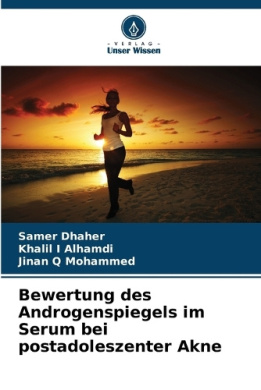 VERLAG
Unser Wissen
Samer Dhaher
Khalil I Alhamdi
Jinan Q Mohammed
Bewertung des
Androgenspiegels im
Serum bei
postadoleszenter Akne